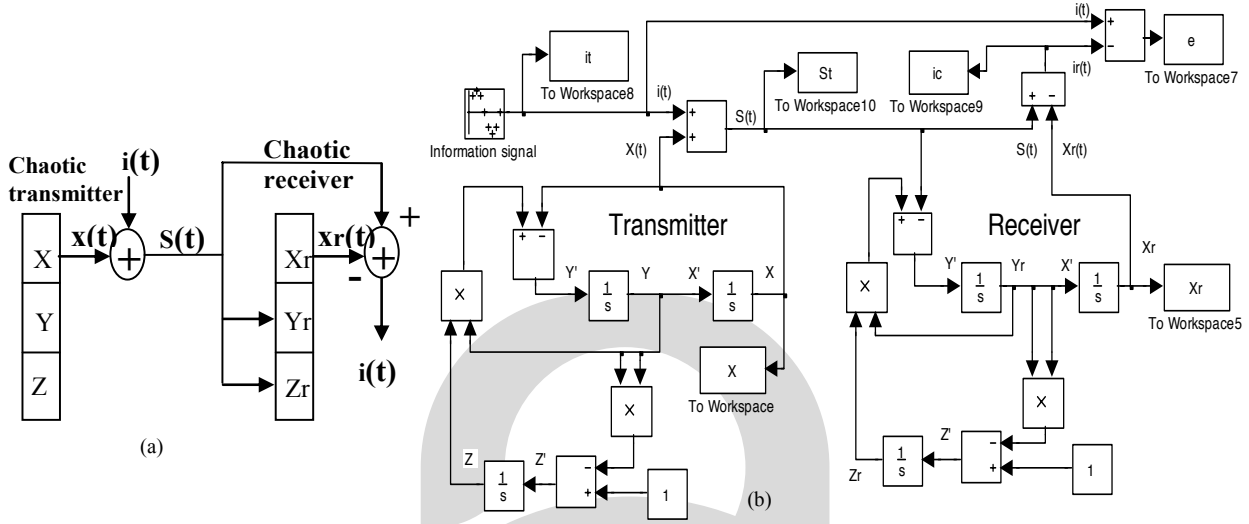 Chaotic
transmitter
i(t)
Chaotic
receiver
x(t)
S(t)
xr(t)
+
+
+
-
X
Y
Z
Xr
Yr
Zr
i(t)
(a)
it
To Workspace8
St
To Workspace10
ic
To Workspace9
i(t)
+
−
e
To Workspace7
ir(t)
Information signal
i(t)
+
+
X(t)
S(t)
+ −
S(t)
Xr(t)
Transmitter
+ −
X
Y'
1
s
Y
X'
1
s
X
X
To Workspace
X
Z
1
s
Z'
−
+
1
(b)
Receiver
+ −
X
Y'
1
s
Yr
X'
1
s
Xr
Xr
To Workspace5
X
Zr
1
s
Z'
−
+
1